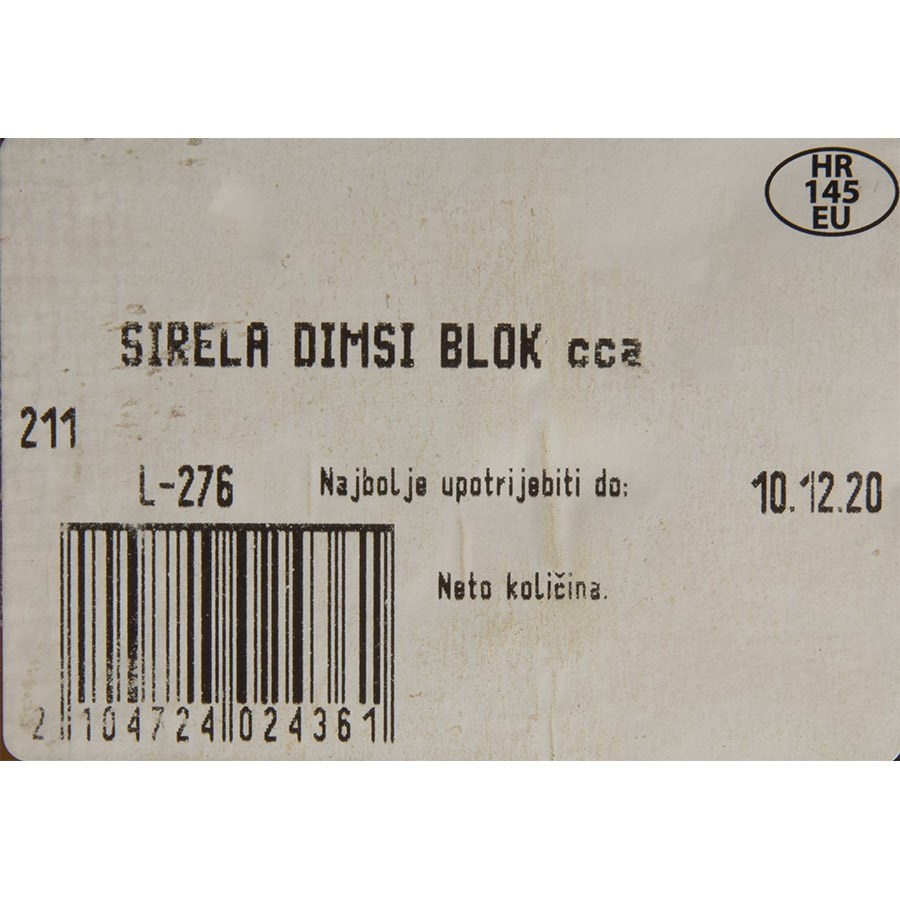 HR
145
EU
SIRELA DIMSI BLOK cca
211
L-276
Najbolje upotrijebiti do:
10.12.20
Neto količina.
2 104724 024361